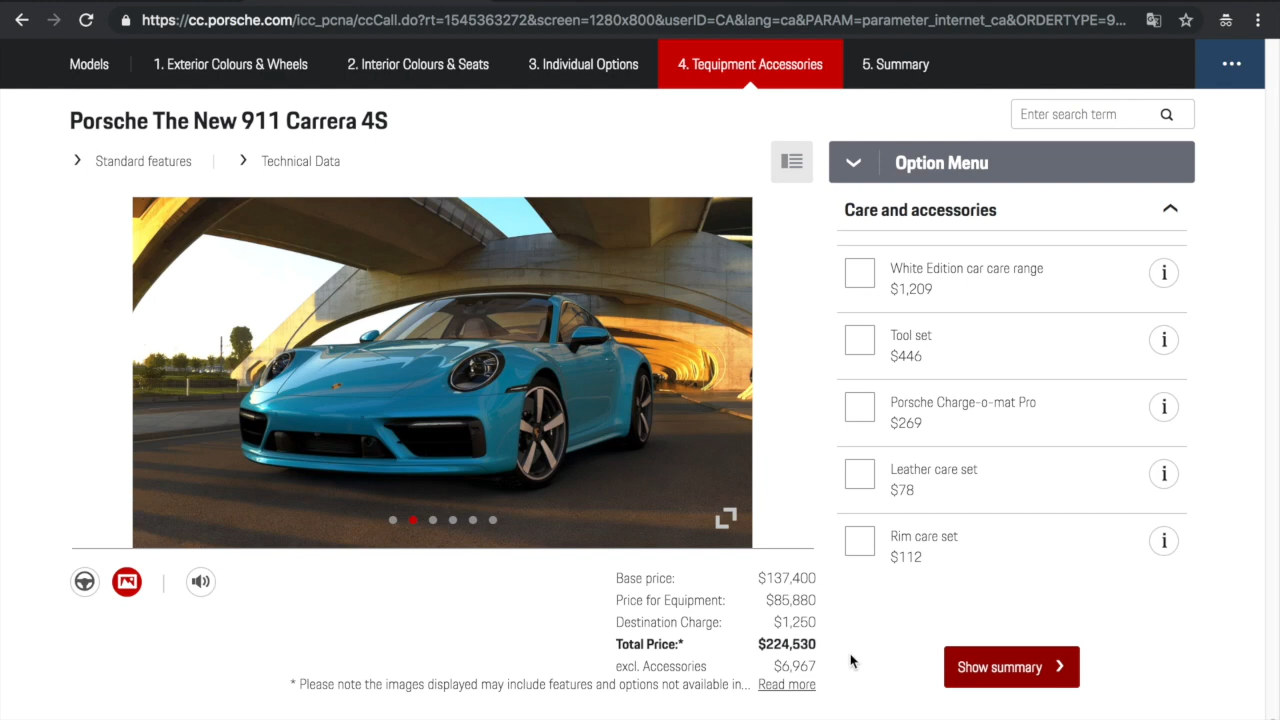 https://cc.porsche.com/icc_pcna/ccCall.do?rt=1545363272&screen=1280x800&userID=CA&lang=ca&PARAM=parameter_internet_ca&ORDERTYPE=9...
Models
1. Exterior Colours & Wheels
2. Interior Colours & Seats
3. Individual Options
4. Tequipment Accessories
5. Summary
Porsche The New 911 Carrera 4S
Enter search term
Standard features
Technical Data
Option Menu
Care and accessories
White Edition car care range
$1,209
Tool set
$446
Porsche Charge-o-mat Pro
$269
Leather care set
$78
Rim care set
$112
Base price: $137,400
Price for Equipment: $85,880
Destination Charge: $1,250
Total Price:* $224,530
excl. Accessories $6,967
* Please note the images displayed may include features and options not available in... Read more
Show summary